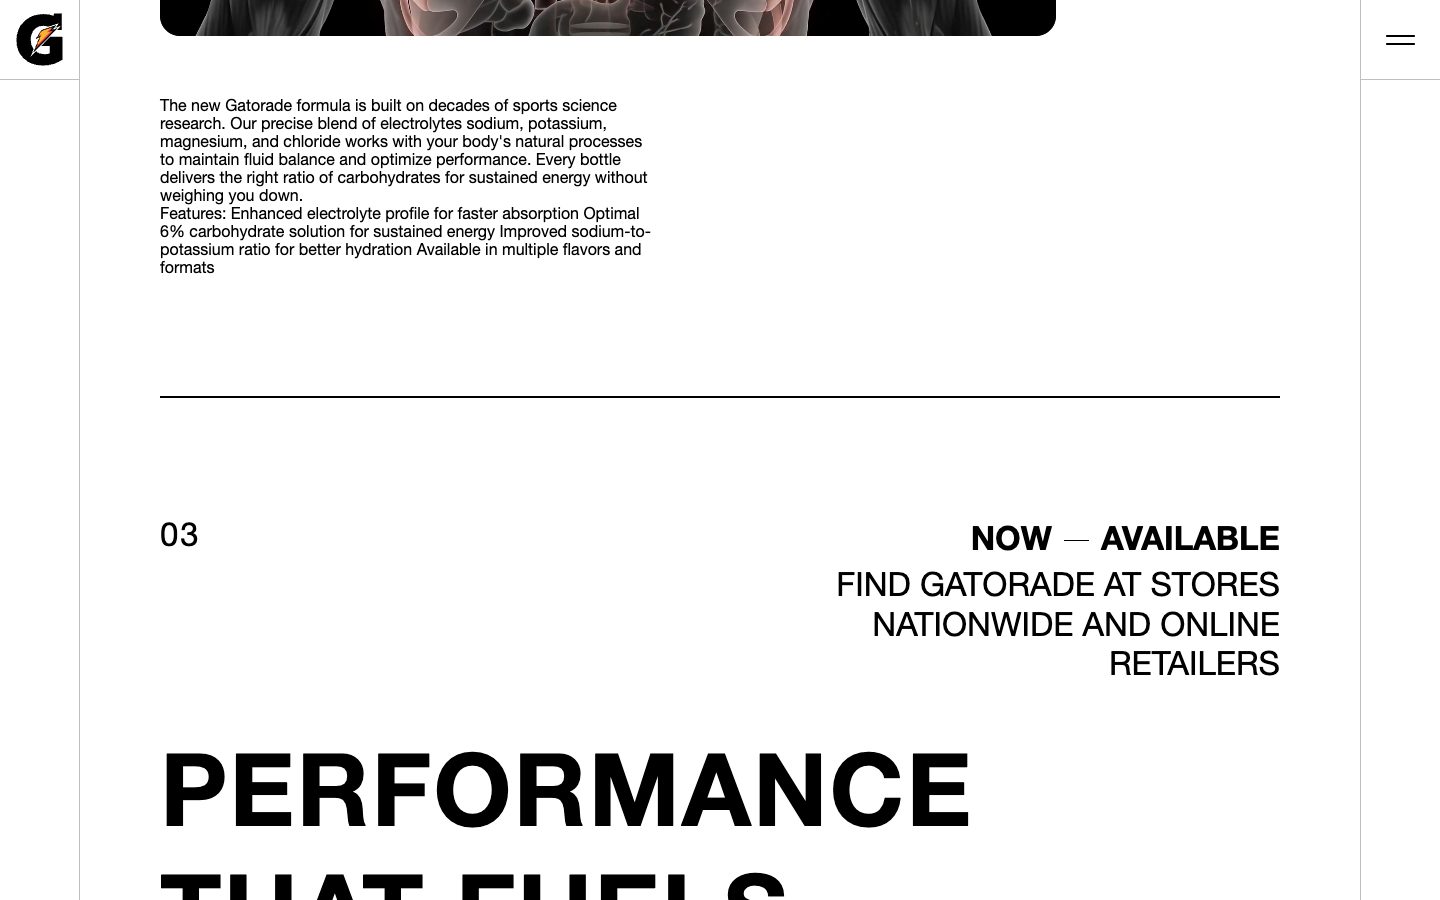 G
The new Gatorade formula is built on decades of sports science
research. Our precise blend of electrolytes sodium, potassium,
magnesium, and chloride works with your body's natural processes
to maintain fluid balance and optimize performance. Every bottle
delivers the right ratio of carbohydrates for sustained energy without
weighing you down.
Features: Enhanced electrolyte profile for faster absorption Optimal
6% carbohydrate solution for sustained energy Improved sodium-to-
potassium ratio for better hydration Available in multiple flavors and
formats
03
NOW — AVAILABLE
FIND GATORADE AT STORES
NATIONWIDE AND ONLINE
RETAILERS
PERFORMANCE
THAT FUELS